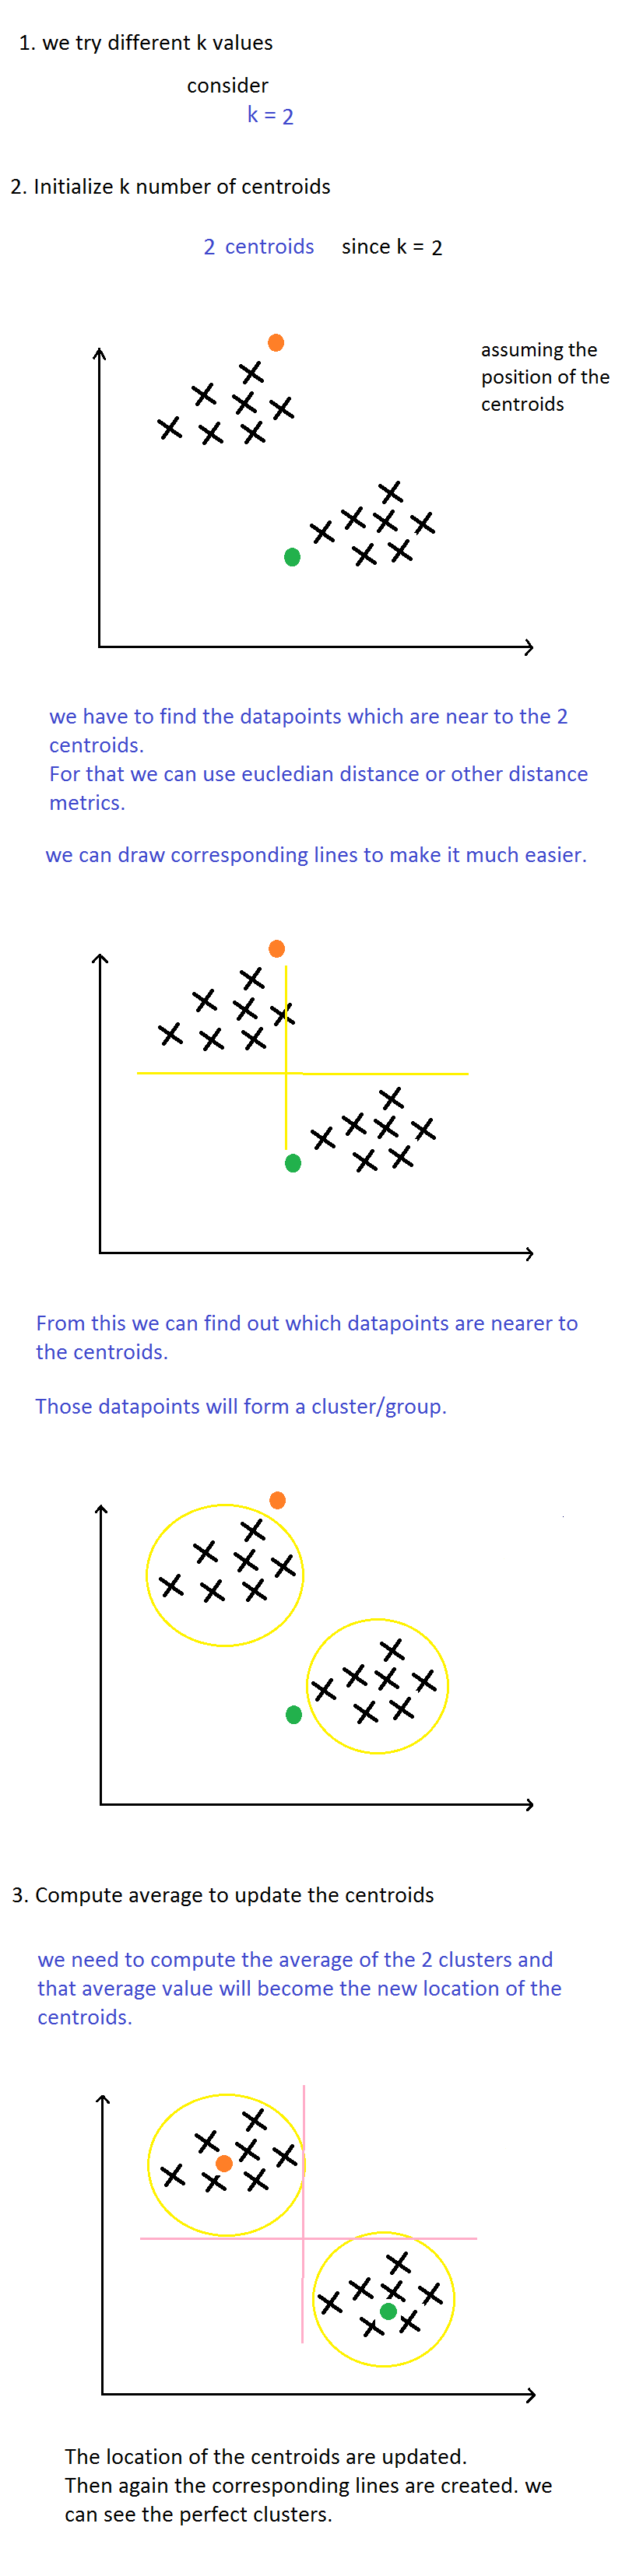 1. we try different k values
consider
k = 2
2. Initialize k number of centroids
2 centroids since k = 2
assuming the
position of the
centroids
we have to find the datapoints which are near to the 2
centroids.
For that we can use eucledian distance or other distance
metrics.
we can draw corresponding lines to make it much easier.
From this we can find out which datapoints are nearer to
the centroids.
Those datapoints will form a cluster/group.
3. Compute average to update the centroids
we need to compute the average of the 2 clusters and
that average value will become the new location of the
centroids.
The location of the centroids are updated.
Then again the corresponding lines are created. we
can see the perfect clusters.